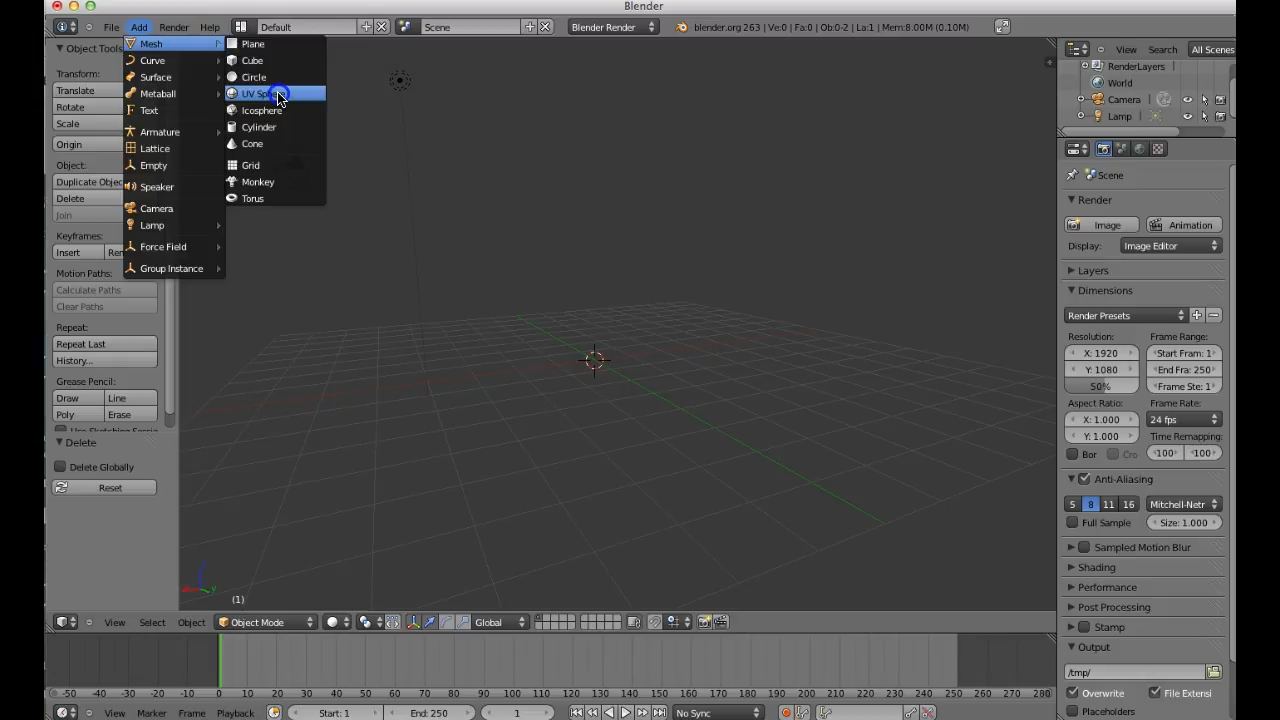 Blender
File Add Render Help Default Scene Blender Render blender.org 263 | Ve:0 | Fa:0 | Ob:0-2 | La:1 | Mem:8.00M (0.10M)
Object Tools
Transform:
Translate
Rotate
Scale
Origin
Object:
Duplicate Objec
Delete
Join
Keyframes:
Insert
Motion Paths:
Calculate Paths
Clear Paths
Repeat:
Repeat Last
History...
Grease Pencil:
Draw Line
Poly Erase
Delete
Delete Globally
Reset
Mesh
Curve
Surface
Metaball
Text
Armature
Lattice
Empty
Speaker
Camera
Lamp
Force Field
Group Instance
Plane
Cube
Circle
UV
Icosphere
Cylinder
Cone
Grid
Monkey
Torus
(1)
View Select Object Object Mode Global
-50 -40 -30 -20 -10 0 10 20 30 40 50 60 70 80 90 100 110 120 130 140 150 160 170 180 190 200 210 220 230 240 250 260 270 280
View Marker Frame Playback Start: 1 End: 250 1 No Sync
View Search All Scenes
RenderLayers
World
Camera
Lamp
Scene
Render
Image Animation
Display: Image Editor
Layers
Dimensions
Render Presets
Resolution: Frame Range:
X: 1920 Start Fram: 1
Y: 1080 End Fra: 250
50% Frame Ste: 1
Aspect Ratio: Frame Rate:
X: 1.000 24 fps
Y: 1.000 Time Remapping:
Bor Cro 100 100
Anti-Aliasing
5 8 11 16 Mitchell-Netr
Full Sample Size: 1.000
Sampled Motion Blur
Shading
Performance
Post Processing
Stamp
Output
/tmp/
Overwrite File Extensi
Placeholders